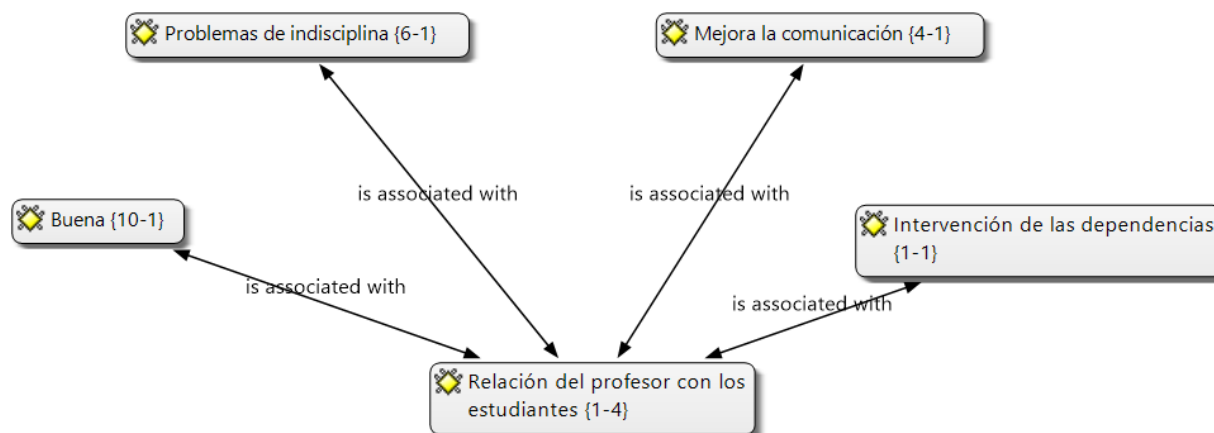 Problemas de indisciplina {6-1}
Mejora la comunicación {4-1}
is associated with
is associated with
Buena {10-1}
Intervención de las dependencias
{1-1}
is associated with
is associated with
Relación del profesor con los
estudiantes {1-4}